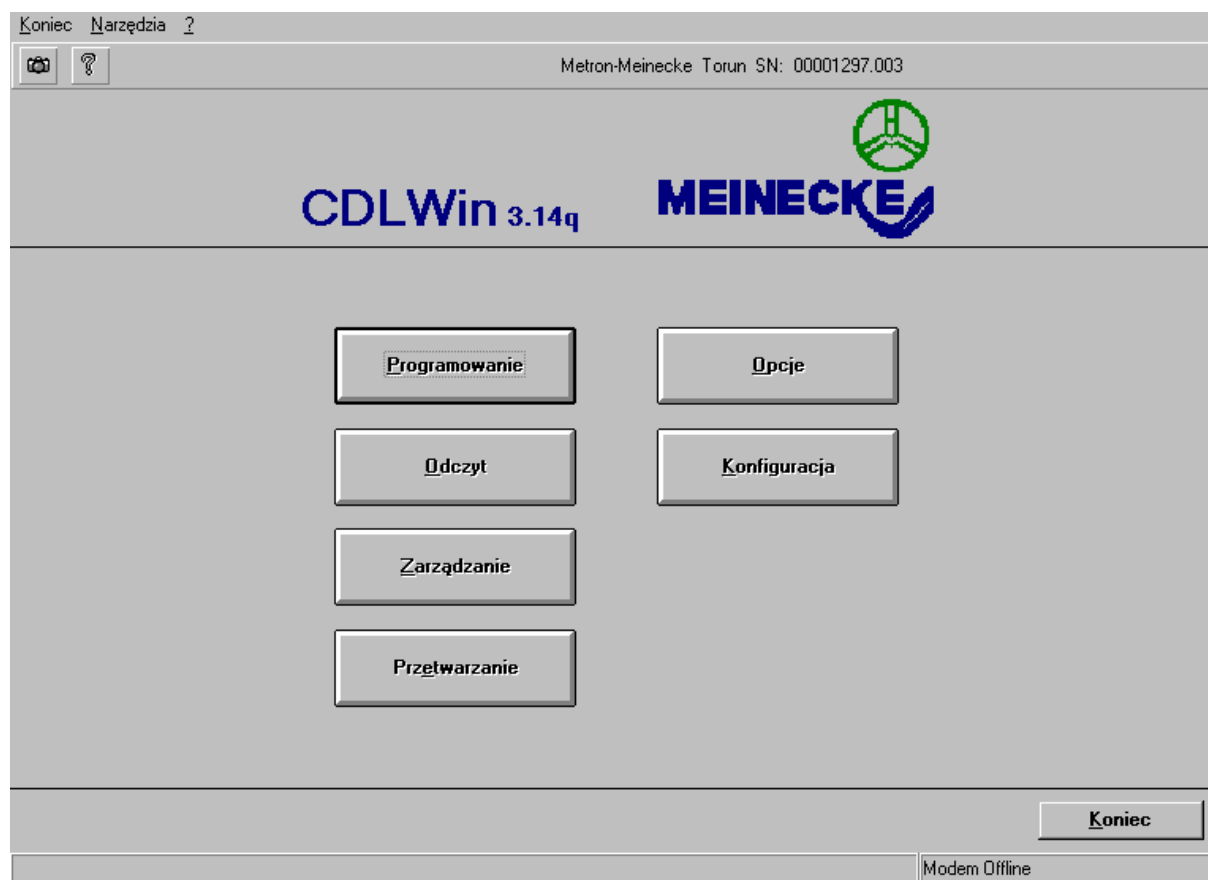 Koniec Narzędzia ?
Metron-Meinecke Torun SN: 00001297.003
CDLWin 3.14q
MEINECKE
Programowanie
Opcje
Odczyt
Konfiguracja
Zarządzanie
Przetwarzanie
Koniec
Modem Offline